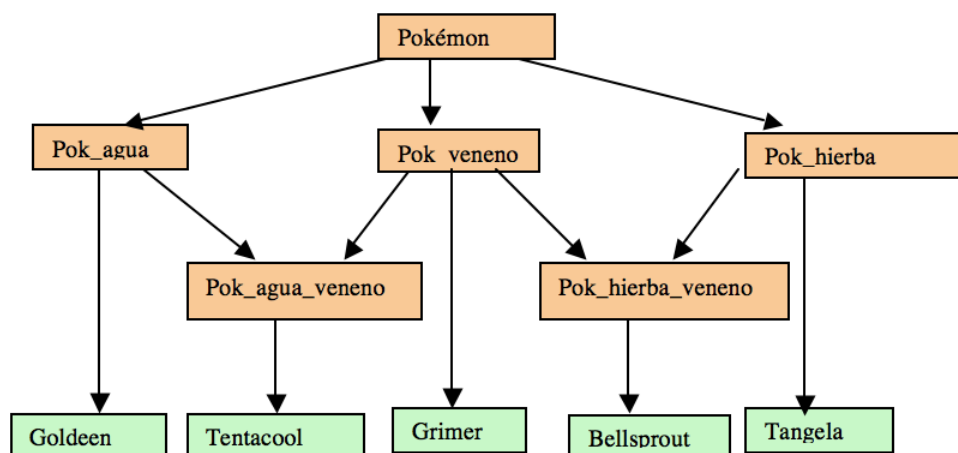 Pokémon
Pok_agua
Pok_veneno
Pok_hierba
Pok_agua_veneno
Pok_hierba_veneno
Goldeen
Tentacool
Grimer
Bellsprout
Tangela